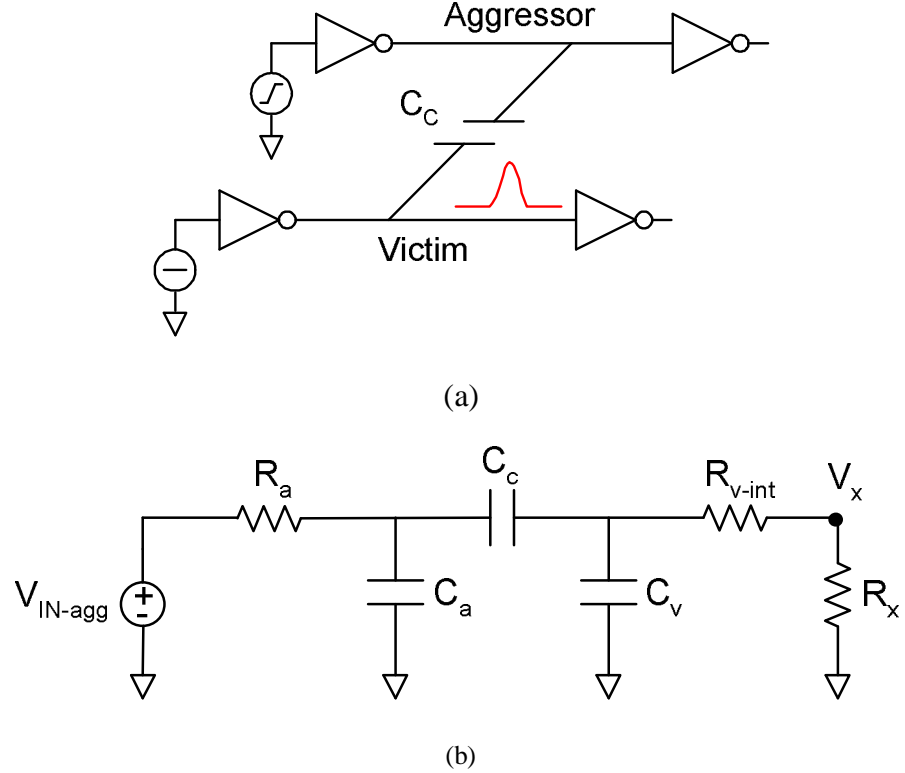 Aggressor
C_C
Victim
(a)
R_a
C_c
R_v-int
V_x
V_IN-agg
+
-
C_a
C_v
R_x
(b)